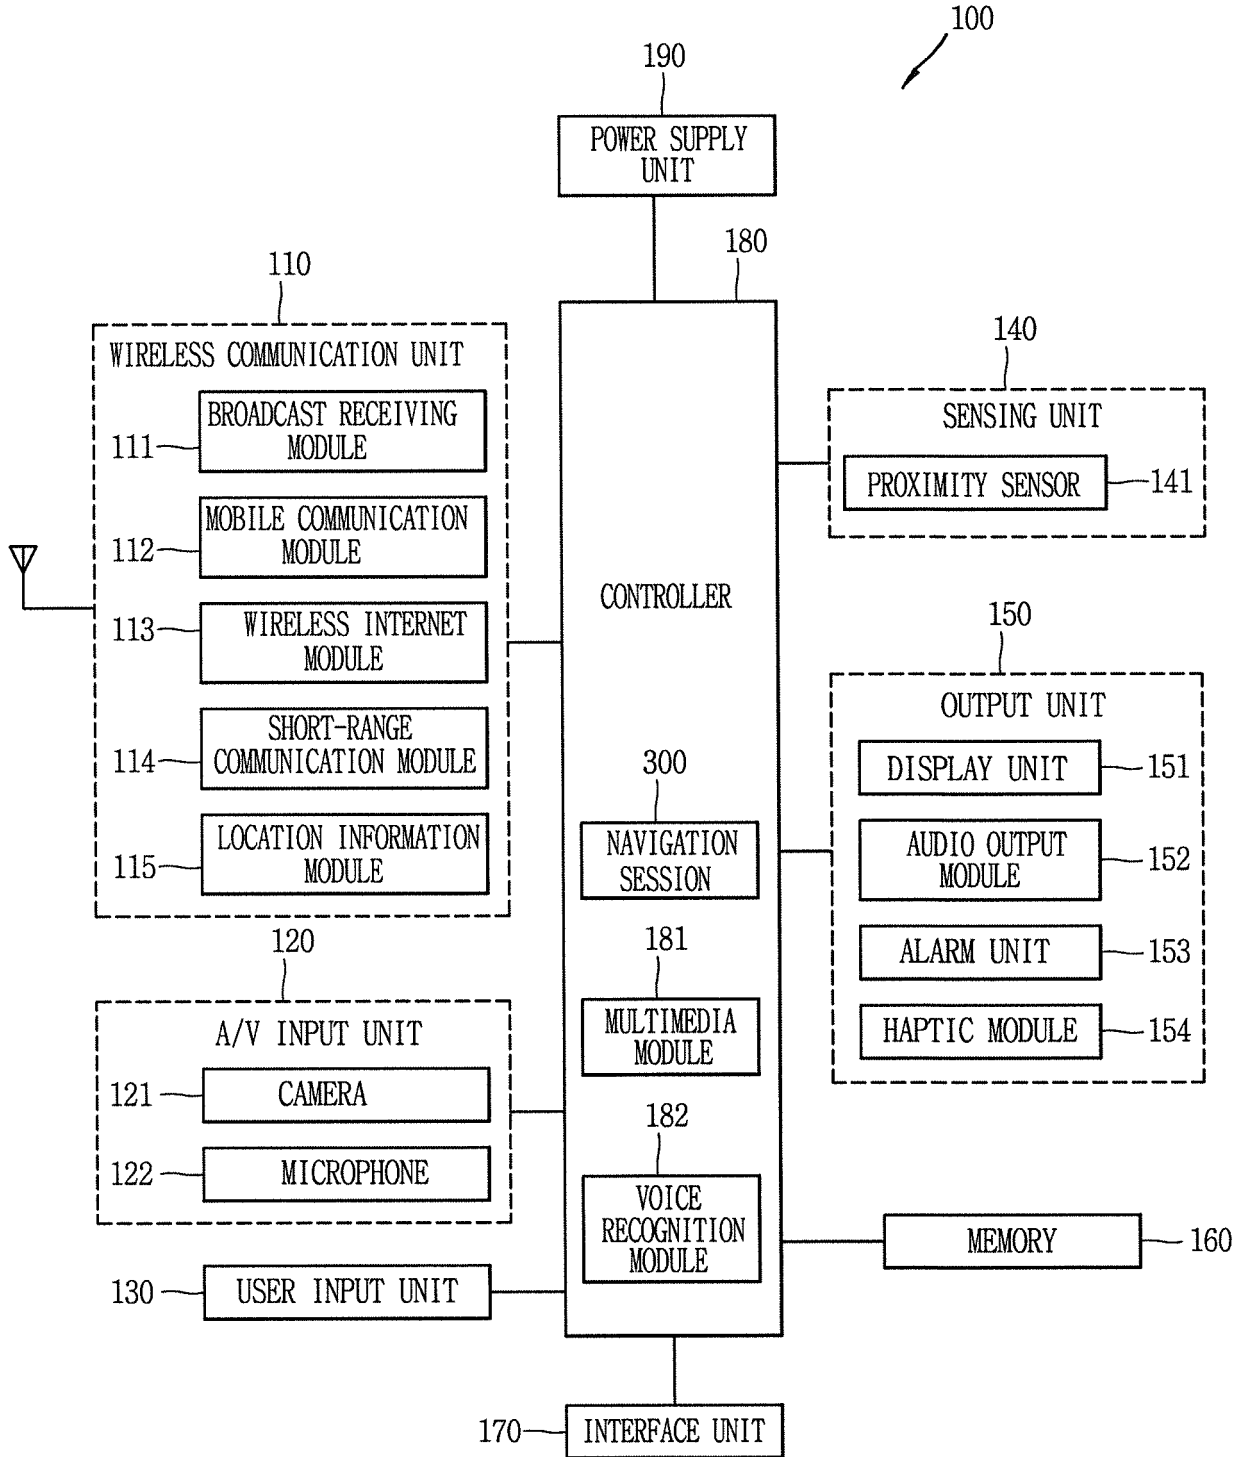 100
190
POWER SUPPLY
UNIT
180
110
WIRELESS COMMUNICATION UNIT
BROADCAST RECEIVING
MODULE
111
MOBILE COMMUNICATION
MODULE
112
WIRELESS INTERNET
MODULE
113
SHORT-RANGE
COMMUNICATION MODULE
114
LOCATION INFORMATION
MODULE
115
120
A/V INPUT UNIT
121
CAMERA
122
MICROPHONE
130
USER INPUT UNIT
CONTROLLER
300
NAVIGATION
SESSION
181
MULTIMEDIA
MODULE
182
VOICE
RECOGNITION
MODULE
140
SENSING UNIT
PROXIMITY SENSOR
141
150
OUTPUT UNIT
DISPLAY UNIT
151
AUDIO OUTPUT
MODULE
152
ALARM UNIT
153
HAPTIC MODULE
154
MEMORY
160
170
INTERFACE UNIT